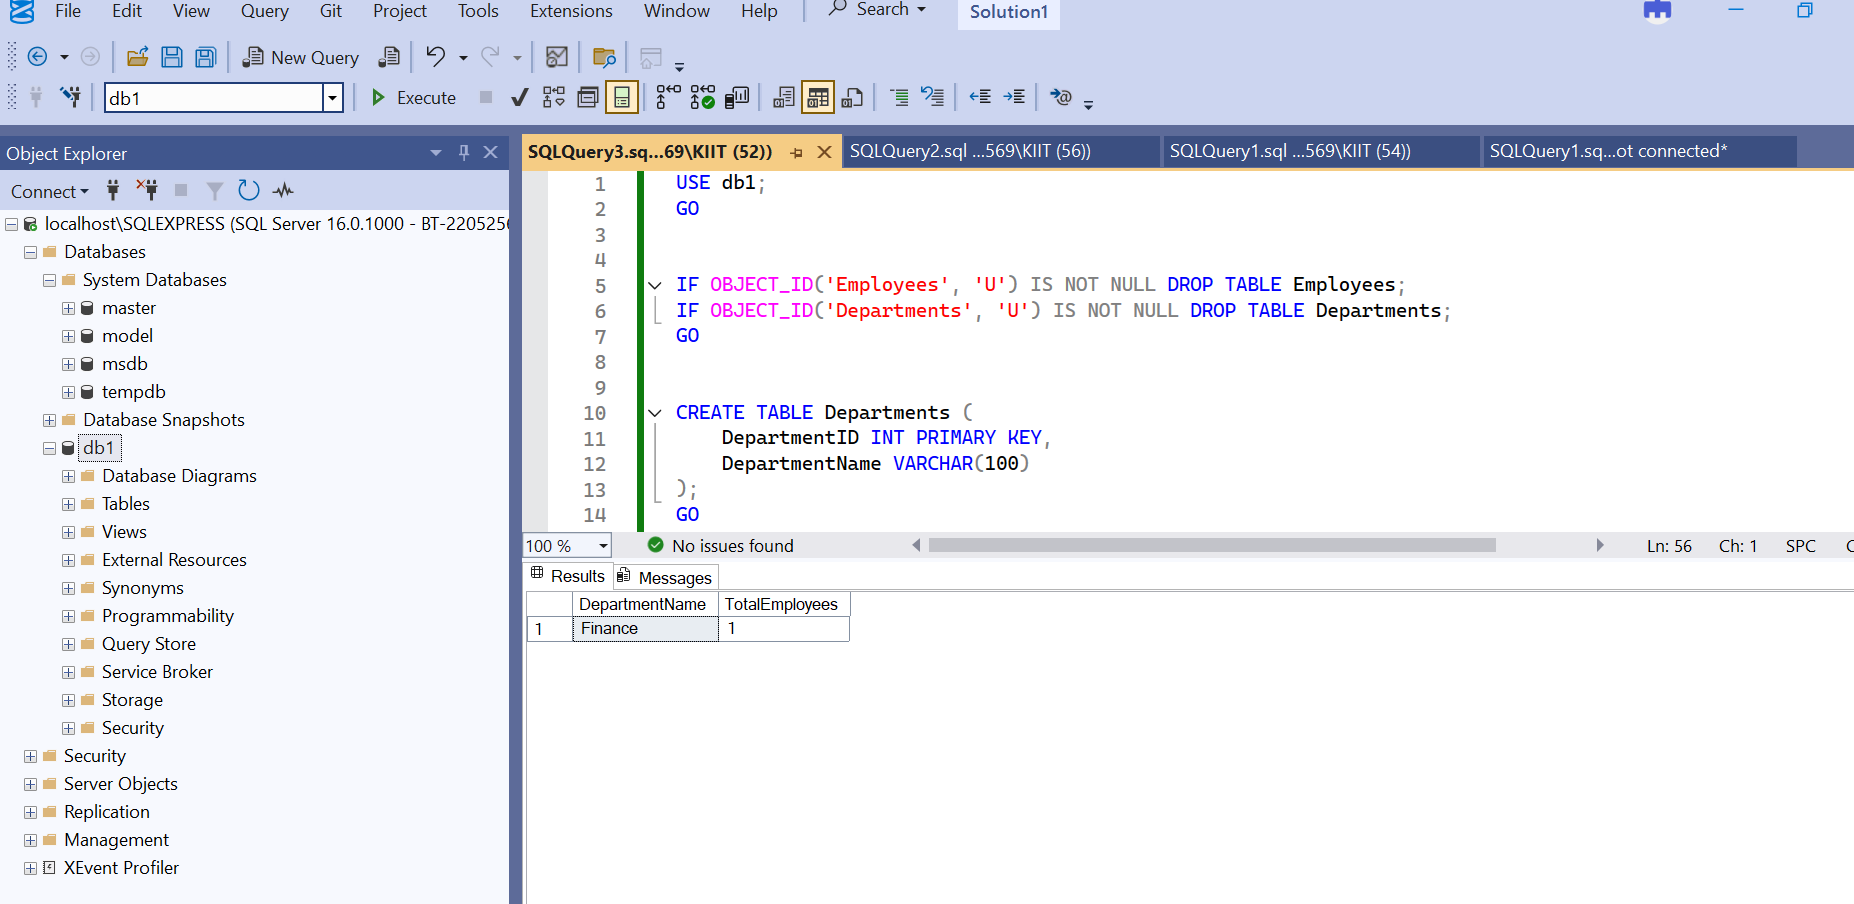 File Edit View Query Git Project Tools Extensions Window Help Search Solution1
New Query
db1 Execute
Object Explorer
Connect
localhost\SQLEXPRESS (SQL Server 16.0.1000 - BT-220525
Databases
System Databases
master
model
msdb
tempdb
Database Snapshots
db1
Database Diagrams
Tables
Views
External Resources
Synonyms
Programmability
Query Store
Service Broker
Storage
Security
Security
Server Objects
Replication
Management
XEvent Profiler
SQLQuery3.sq...69\KIIT (52)) SQLQuery2.sql ...569\KIIT (56)) SQLQuery1.sql ...569\KIIT (54)) SQLQuery1.sq...ot connected*
1 USE db1;
2 GO
3
4
5 IF OBJECT_ID('Employees', 'U') IS NOT NULL DROP TABLE Employees;
6 IF OBJECT_ID('Departments', 'U') IS NOT NULL DROP TABLE Departments;
7 GO
8
9
10 CREATE TABLE Departments (
11 DepartmentID INT PRIMARY KEY,
12 DepartmentName VARCHAR(100)
13 );
14 GO
100 % No issues found Ln: 56 Ch: 1 SPC
Results Messages
DepartmentName TotalEmployees
1 Finance 1